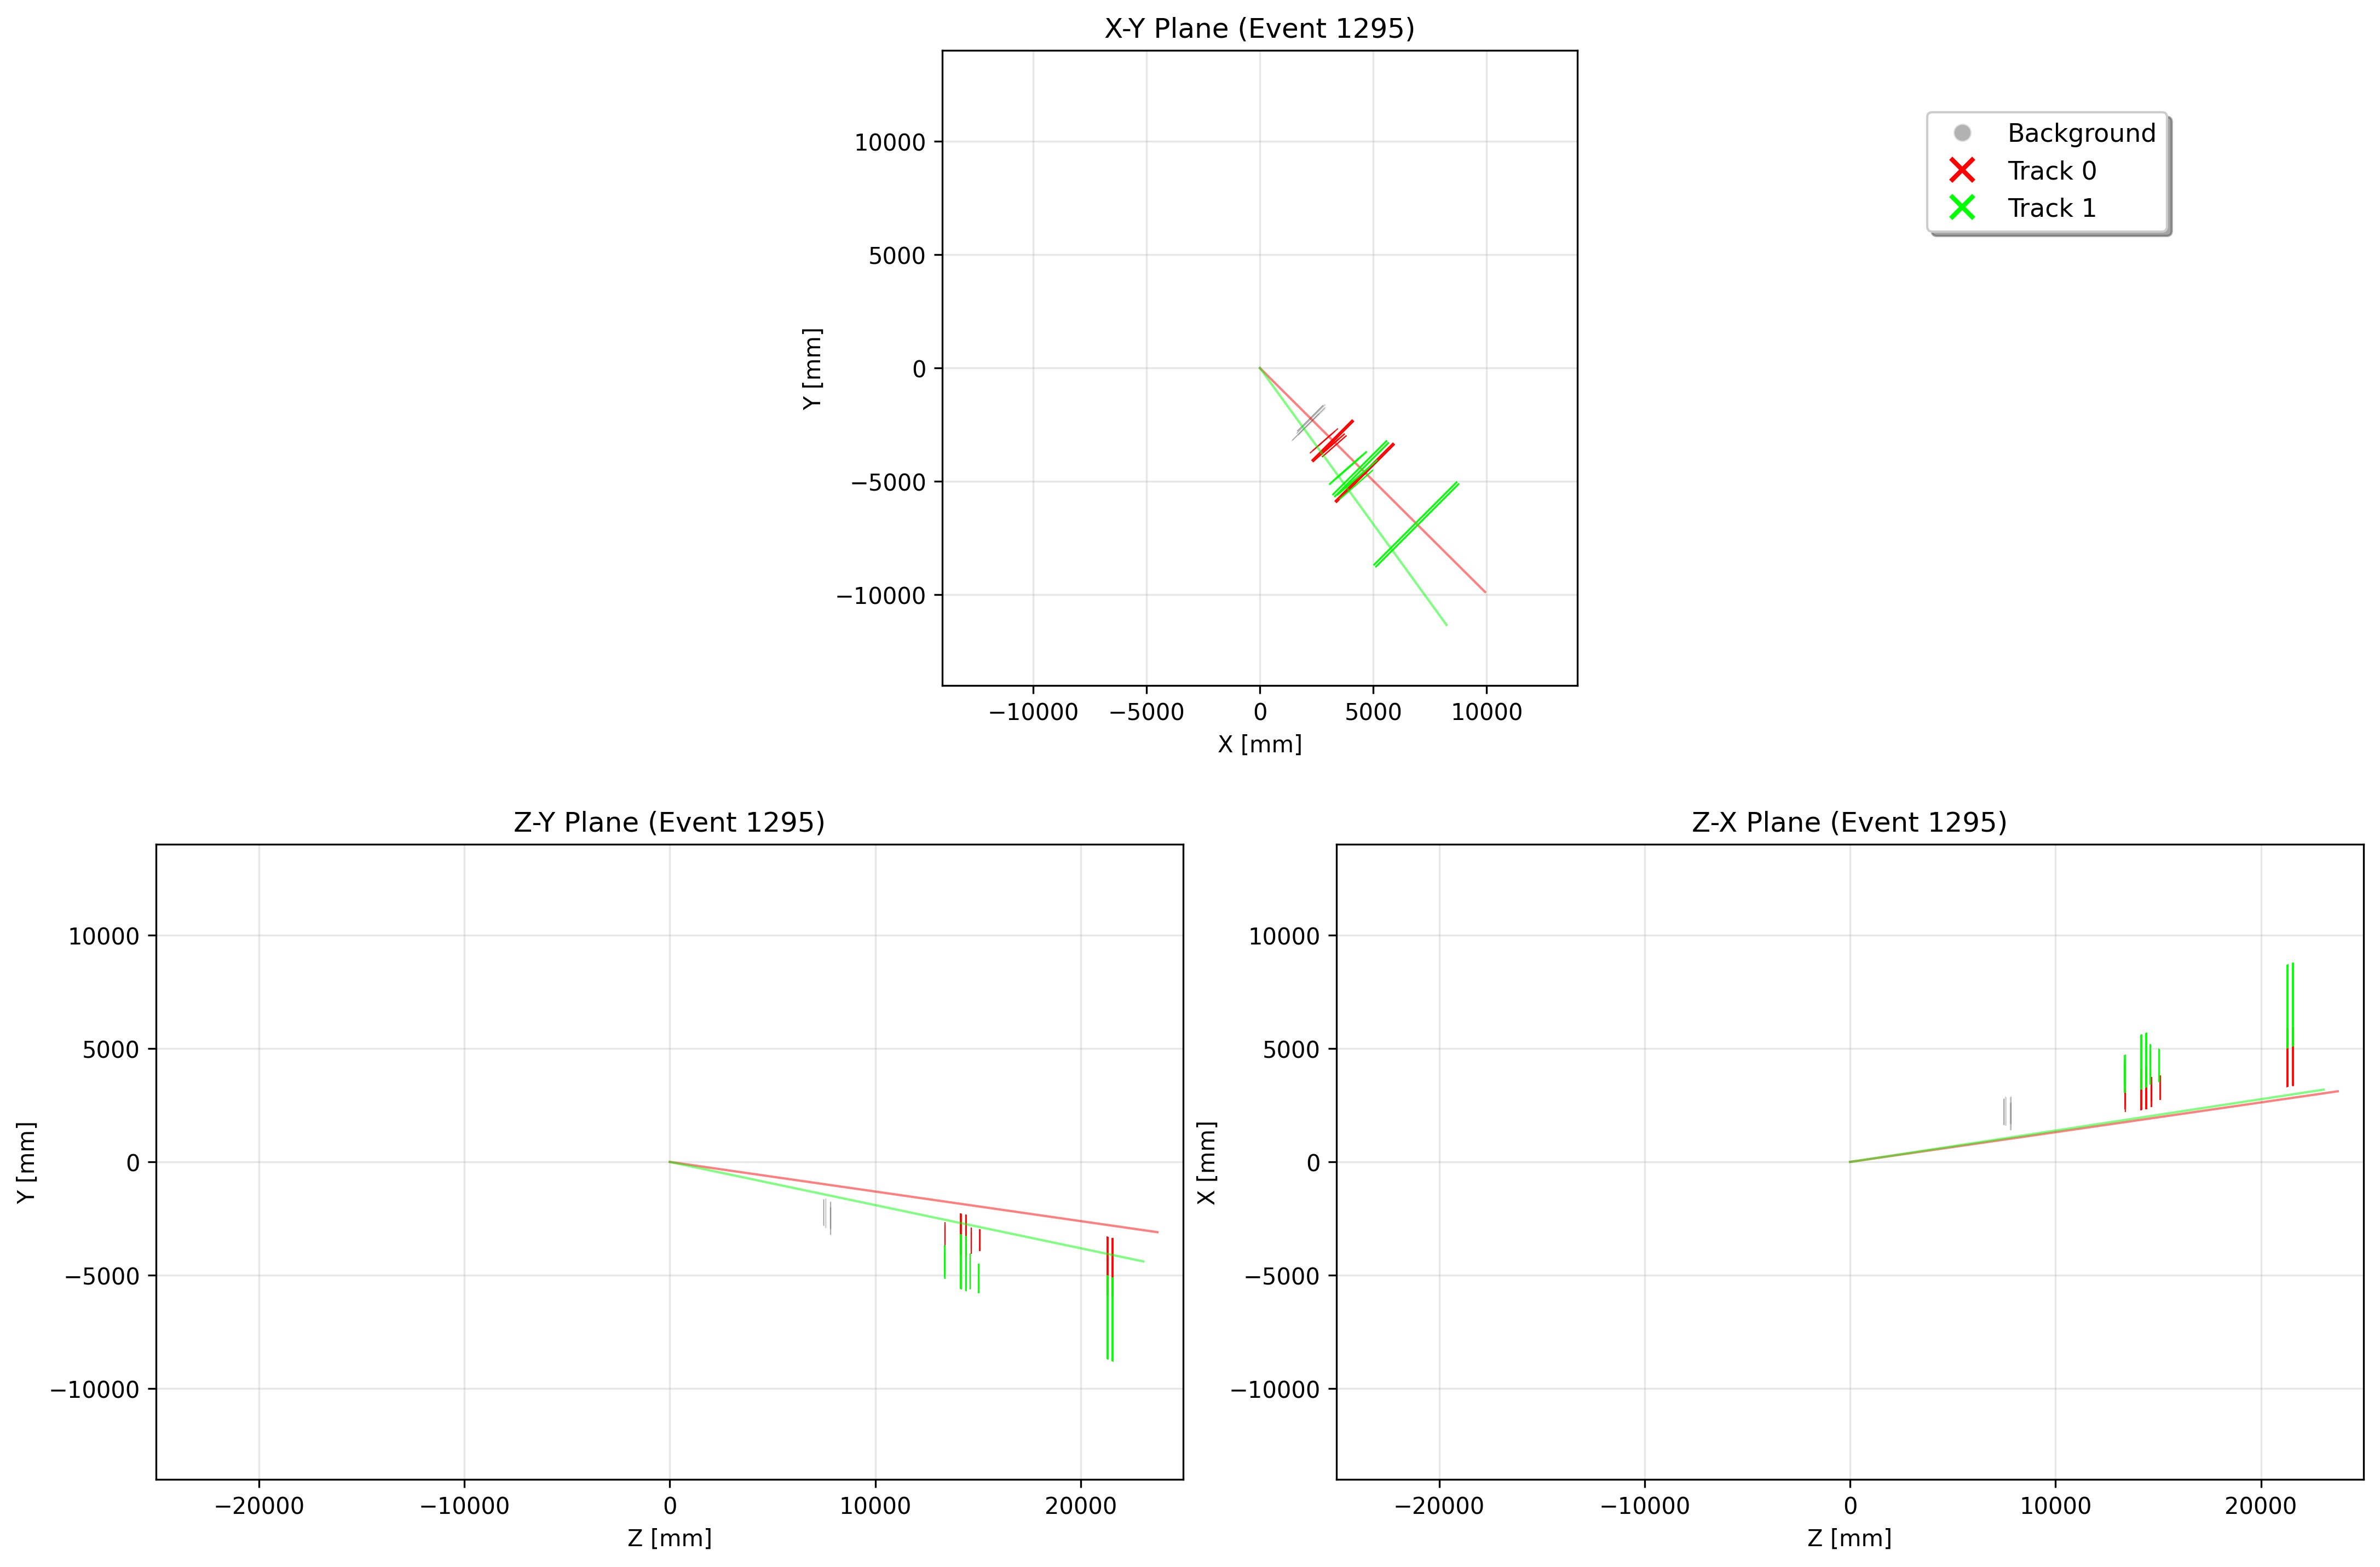 X-Y Plane (Event 1295)
Background
Track 0
Track 1
10000
5000
0
−5000
−10000
Y [mm]
−10000 −5000 0 5000 10000
X [mm]
Z-Y Plane (Event 1295)
10000
5000
0
−5000
−10000
Y [mm]
−20000 −10000 0 10000 20000
Z [mm]
Z-X Plane (Event 1295)
10000
5000
0
−5000
−10000
X [mm]
−20000 −10000 0 10000 20000
Z [mm]